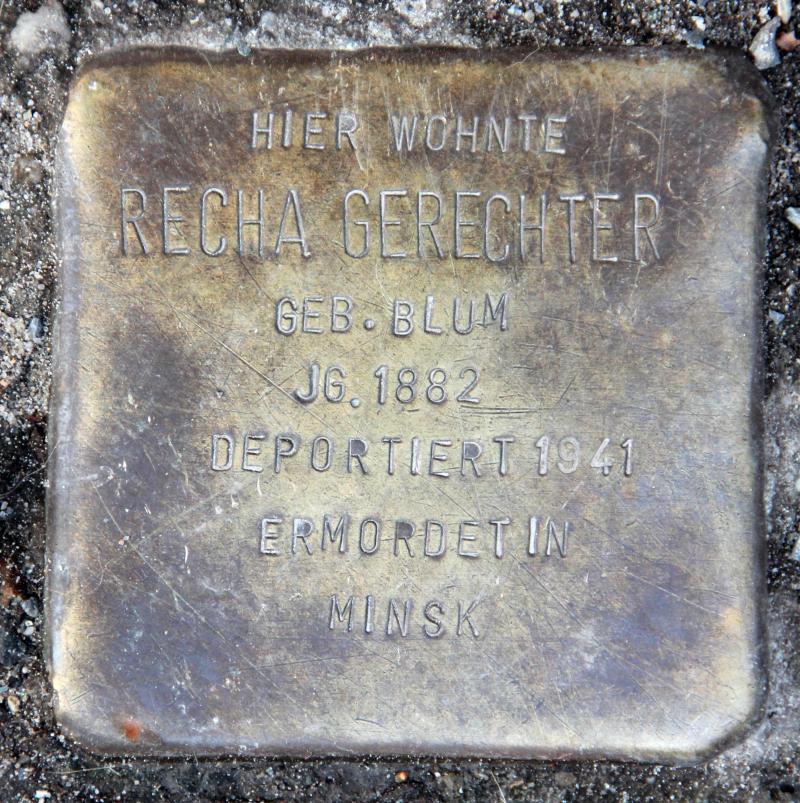 HIER WOHNTE
RECHA GERECHTER
GEB. BLUM
JG. 1882
DEPORTIERT 1941
ERMORDET IN
MINSK